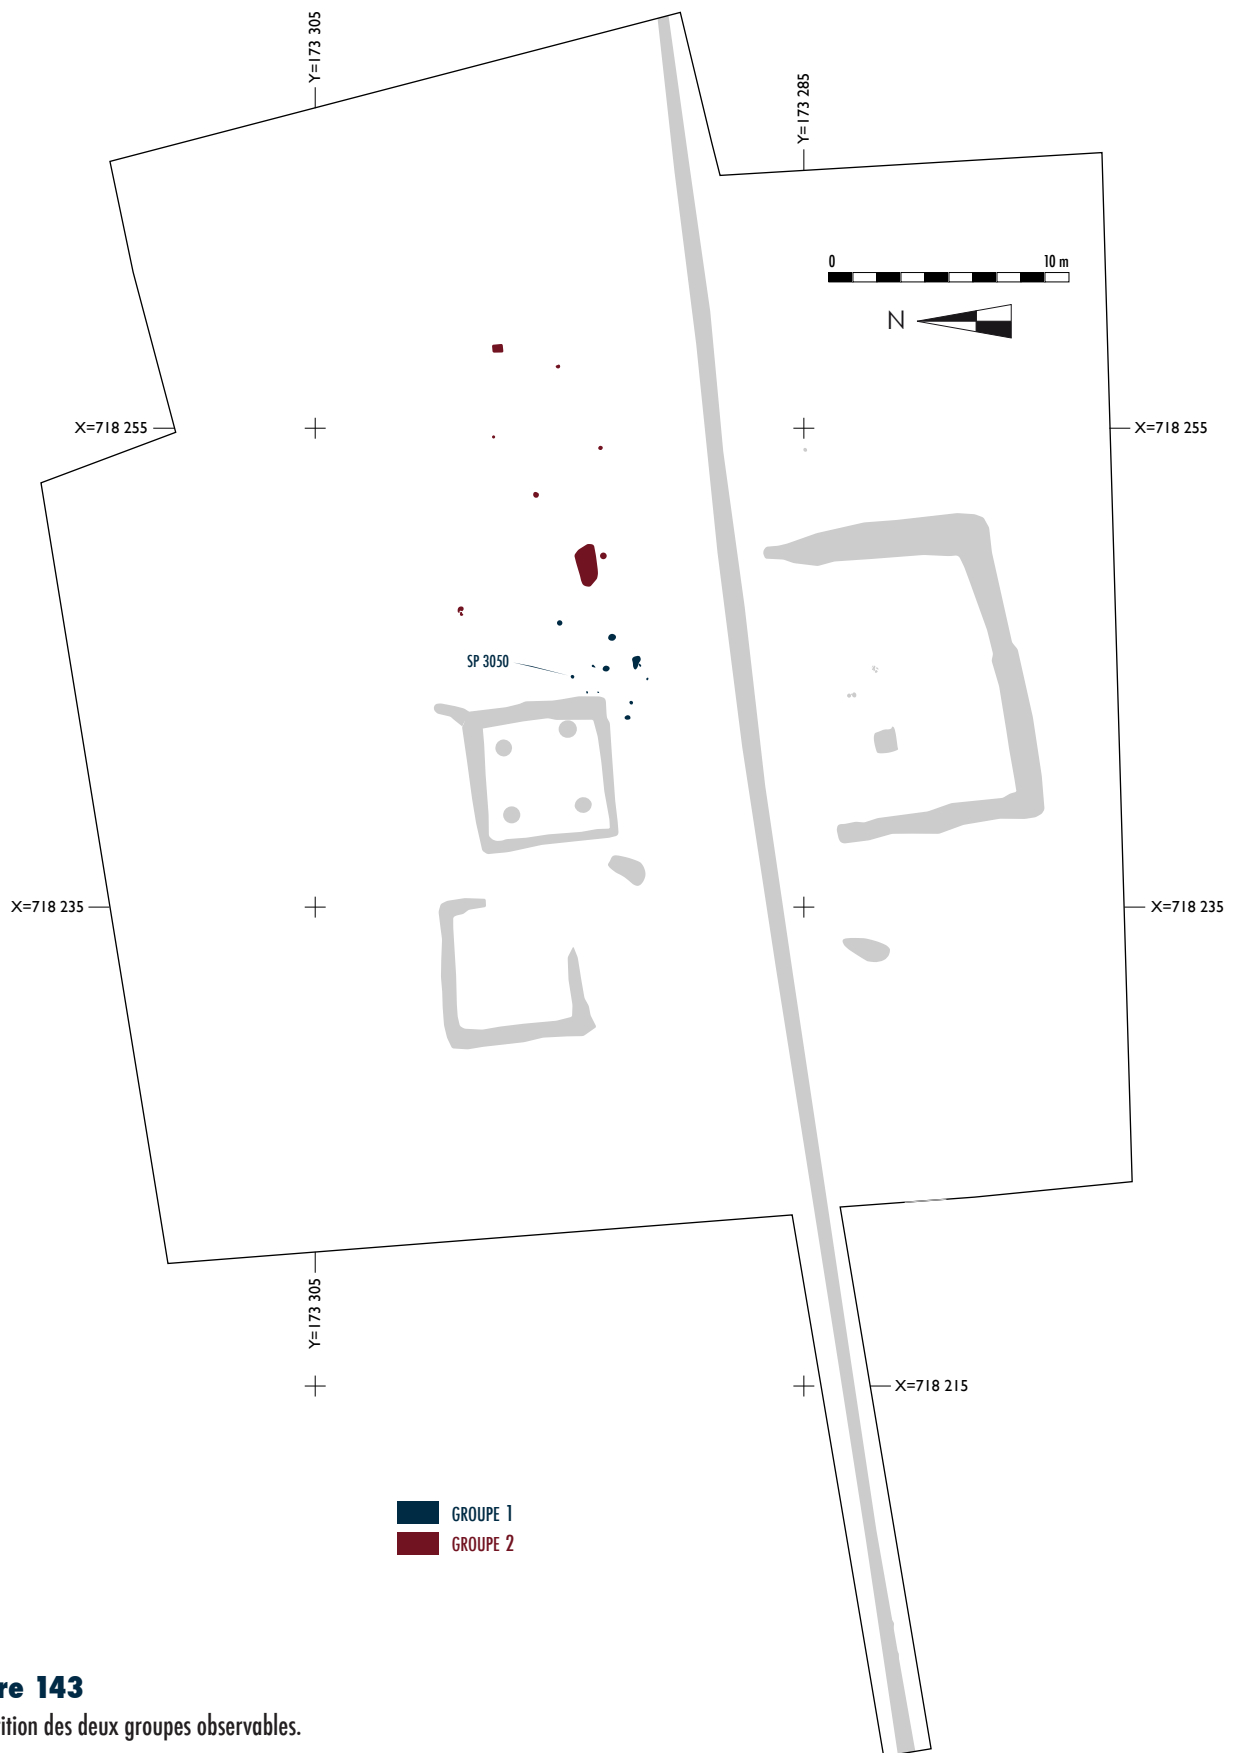 Y=173 305
Y=173 285
0 10 m
N
X=718 255
X=718 255
SP 3050
X=718 235
X=718 235
Y=173 305
X=718 215
GROUPE 1
GROUPE 2
re 143
ition des deux groupes observables.